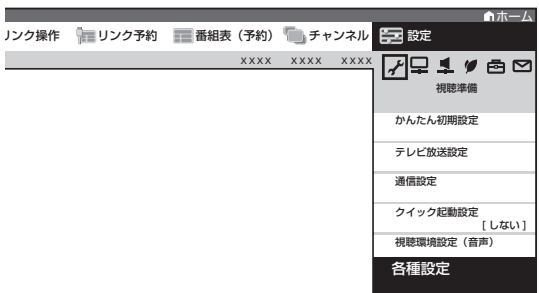 ホーム
リンク操作 リンク予約 番組表（予約） チャンネル 設定
xxxx xxxx xxxx
視聴準備
かんたん初期設定
テレビ放送設定
通信設定
クイック起動設定
［しない］
視聴環境設定（音声）
各種設定